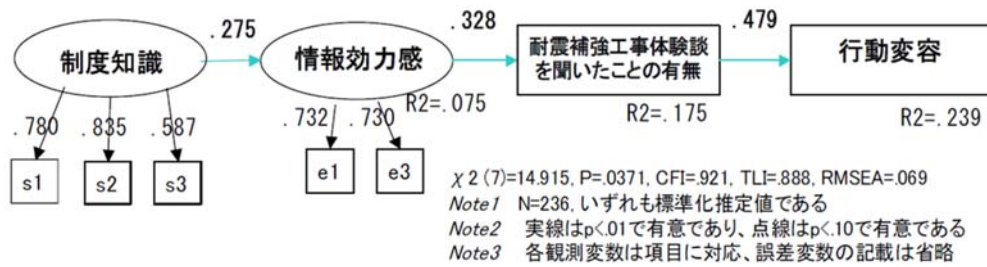 制度知識
.275
情報効力感
R2=.075
.328
耐震補強工事体験談
を聞いたことの有無
R2=.175
.479
行動変容
R2=.239
.780
.835
.587
.732
.730
s1
s2
s3
e1
e3
χ2(7)=14.915, P=.0371, CFI=.921, TLI=.888, RMSEA=.069
Note1 N=236, いずれも標準化推定値である
Note2 実線はp<.01で有意であり、点線はp<.10で有意である
Note3 各観測変数は項目に対応、誤差変数の記載は省略